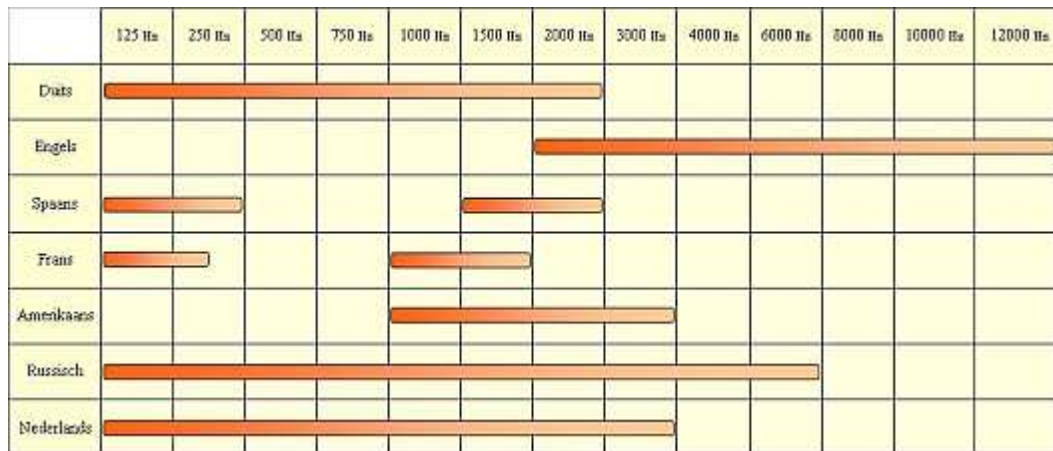 125 Hz 250 Hz 500 Hz 750 Hz 1000 Hz 1500 Hz 2000 Hz 3000 Hz 4000 Hz 6000 Hz 8000 Hz 10000 Hz 12000 Hz
Duits
Engels
Spaans
Frans
Amerikaans
Russisch
Nederlands